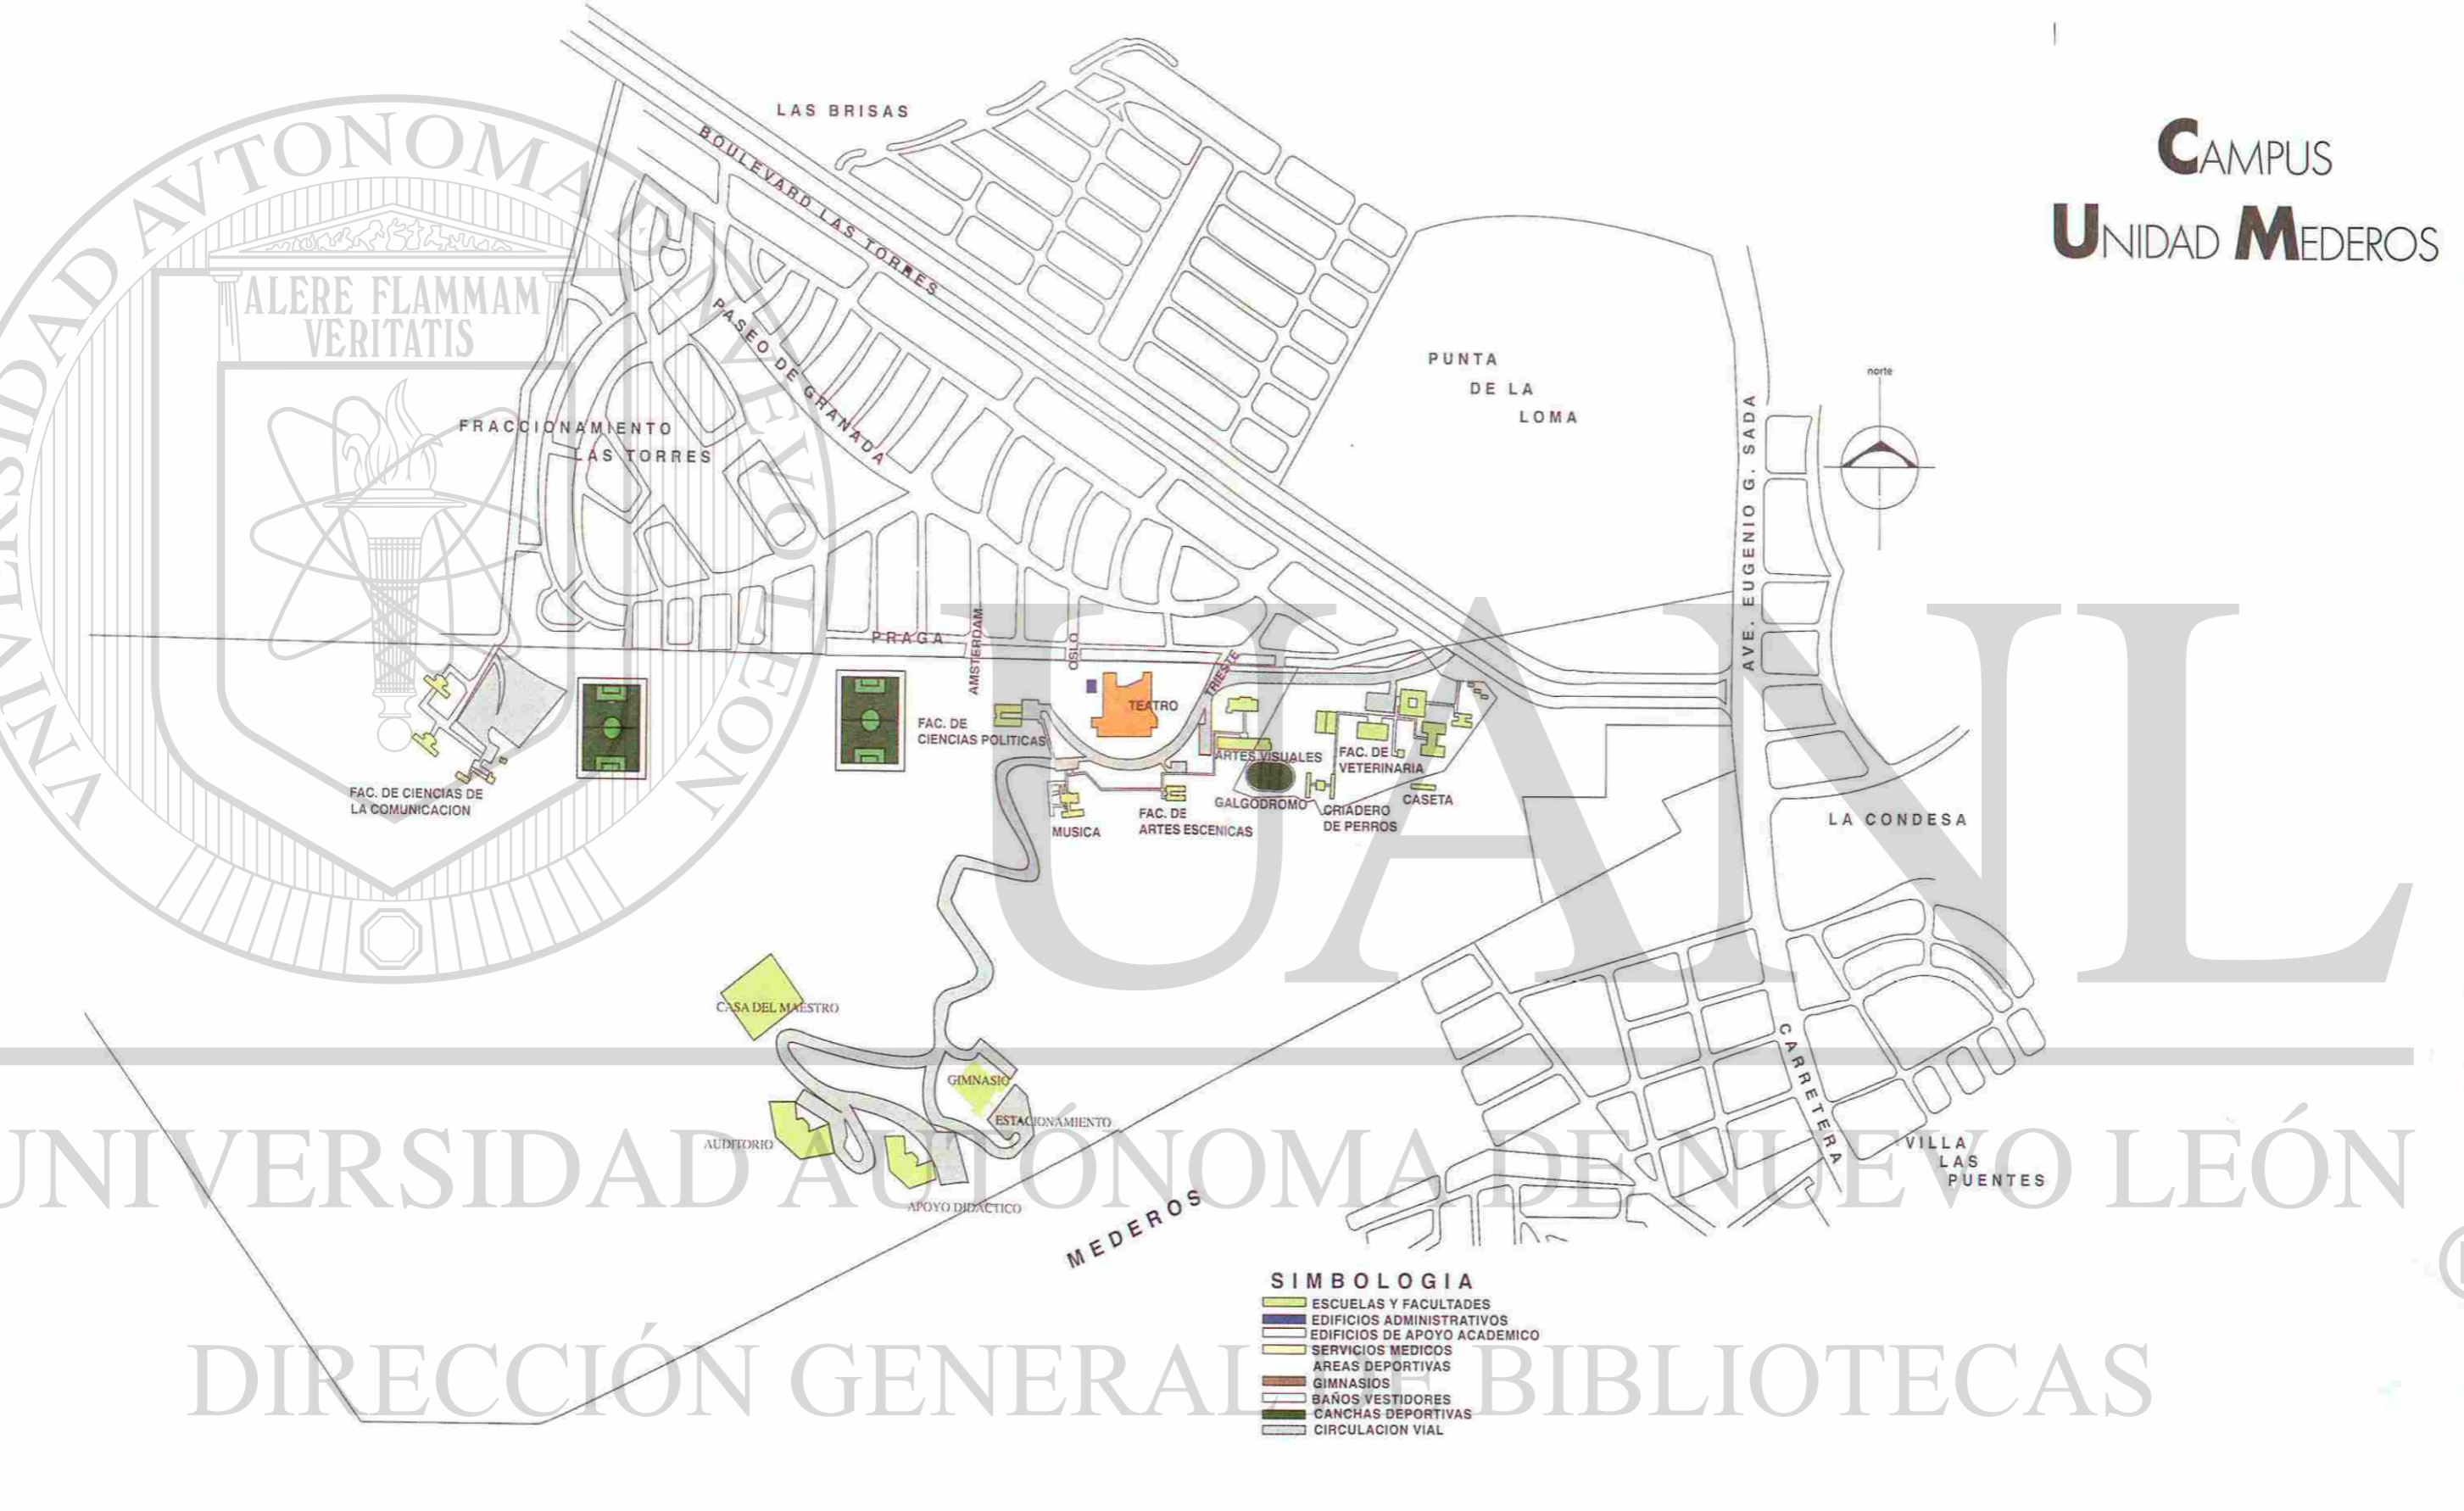 CAMPUS
UNIDAD MEDEROS
LAS BRISAS
BOULEVARD LAS TORRES
PASEO DE GRANADA
FRACCIONAMIENTO
LAS TORRES
PUNTA
DE LA
LOMA
norte
AVE. EUGENIO G. SADA
PRAGA
AMSTERDAM
OSLO
TRIESTE
TEATRO
FAC. DE
CIENCIAS POLITICAS
ARTES VISUALES
FAC. DE
VETERINARIA
FAC. DE CIENCIAS DE
LA COMUNICACION
GALGODROMO
CRIADERO
DE PERROS
CASETA
MUSICA
FAC. DE
ARTES ESCENICAS
LA CONDESA
CASA DEL MAESTRO
GIMNASIO
ESTACIONAMIENTO
AUDITORIO
APOYO DIDACTICO
CARRETERA
VILLA
LAS
PUENTES
MEDEROS
SIMBOLOGIA
ESCUELAS Y FACULTADES
EDIFICIOS ADMINISTRATIVOS
EDIFICIOS DE APOYO ACADEMICO
SERVICIOS MEDICOS
AREAS DEPORTIVAS
GIMNASIOS
BAÑOS VESTIDORES
CANCHAS DEPORTIVAS
CIRCULACION VIAL
VNIVERSIDAD AVTONOMA DE NVEVO LEON
ALERE FLAMMAM
VERITATIS
UANL
UNIVERSIDAD AUTÓNOMA DE NUEVO LEÓN
®
DIRECCIÓN GENERAL DE BIBLIOTECAS